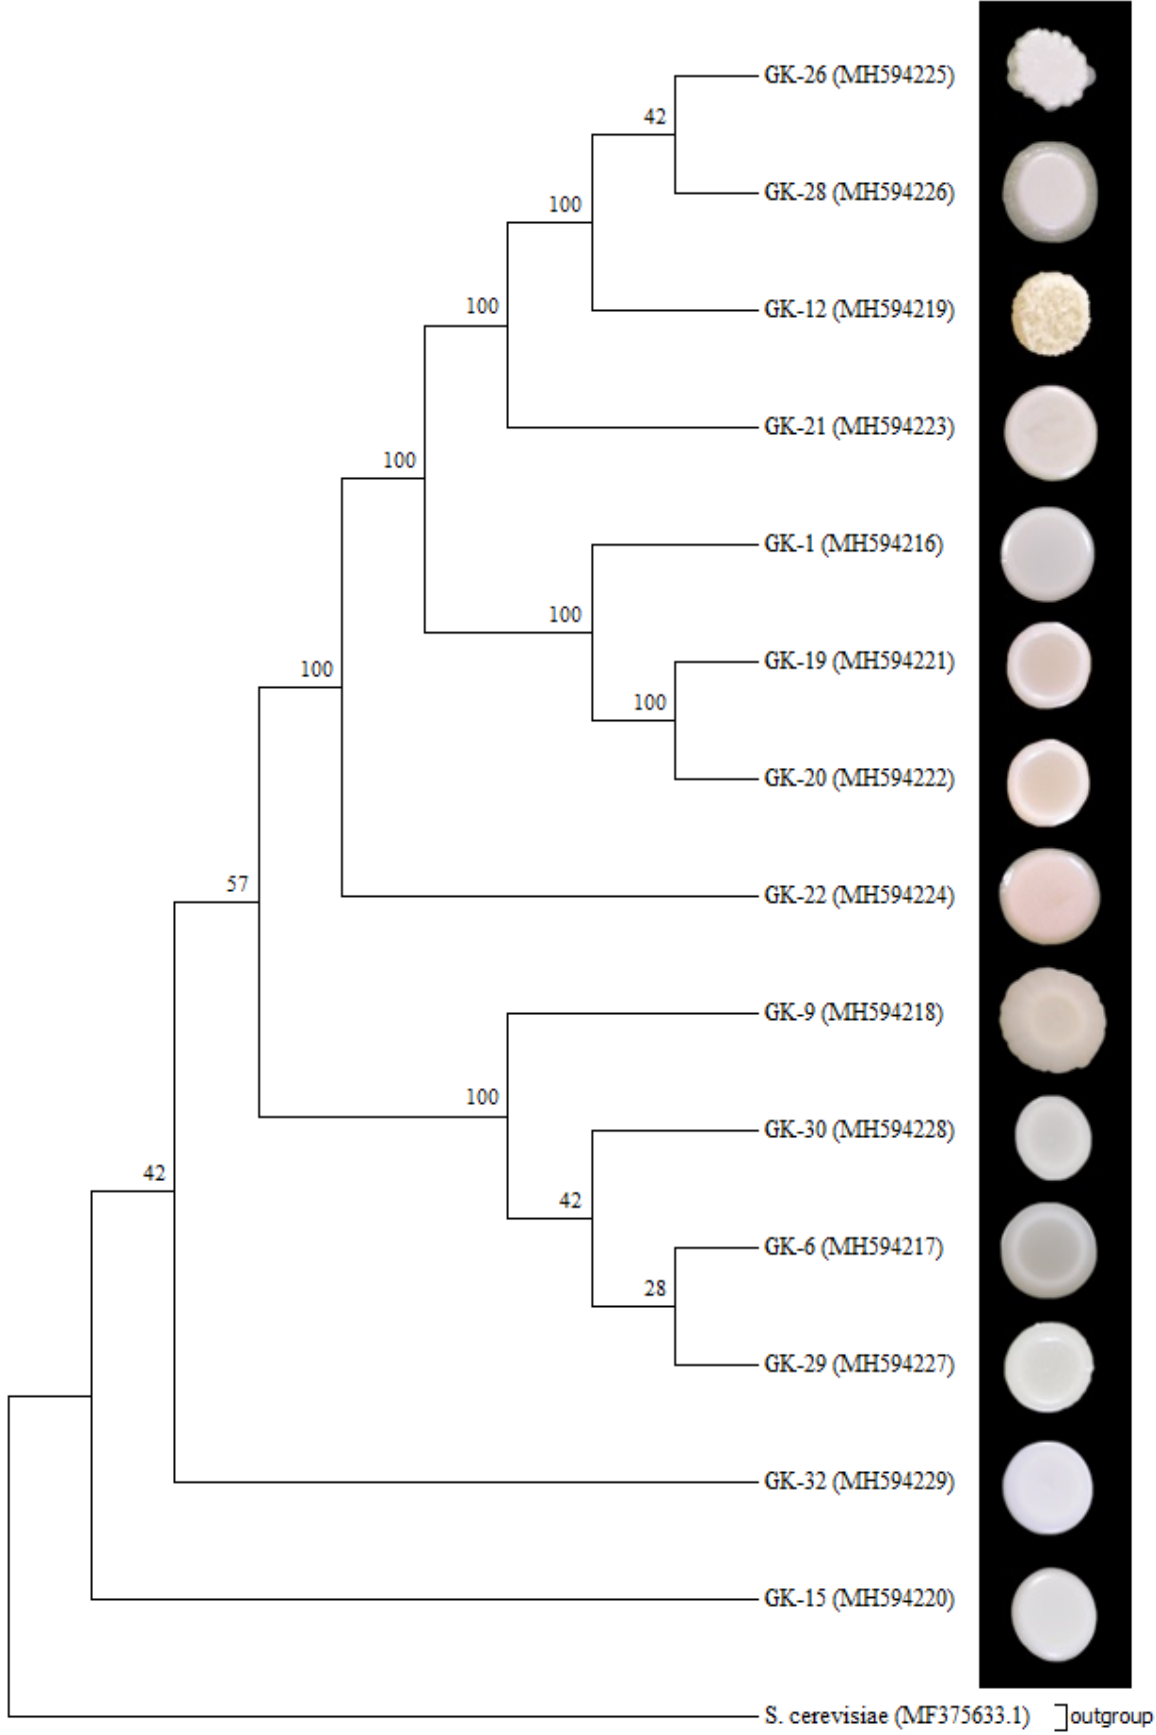 GK-26 (MH594225)
42
GK-28 (MH594226)
100
GK-12 (MH594219)
100
GK-21 (MH594223)
100
GK-1 (MH594216)
100
GK-19 (MH594221)
100
100
GK-20 (MH594222)
57
GK-22 (MH594224)
GK-9 (MH594218)
100
GK-30 (MH594228)
42
42
GK-6 (MH594217)
28
GK-29 (MH594227)
GK-32 (MH594229)
GK-15 (MH594220)
S. cerevisiae (MF375633.1) outgroup